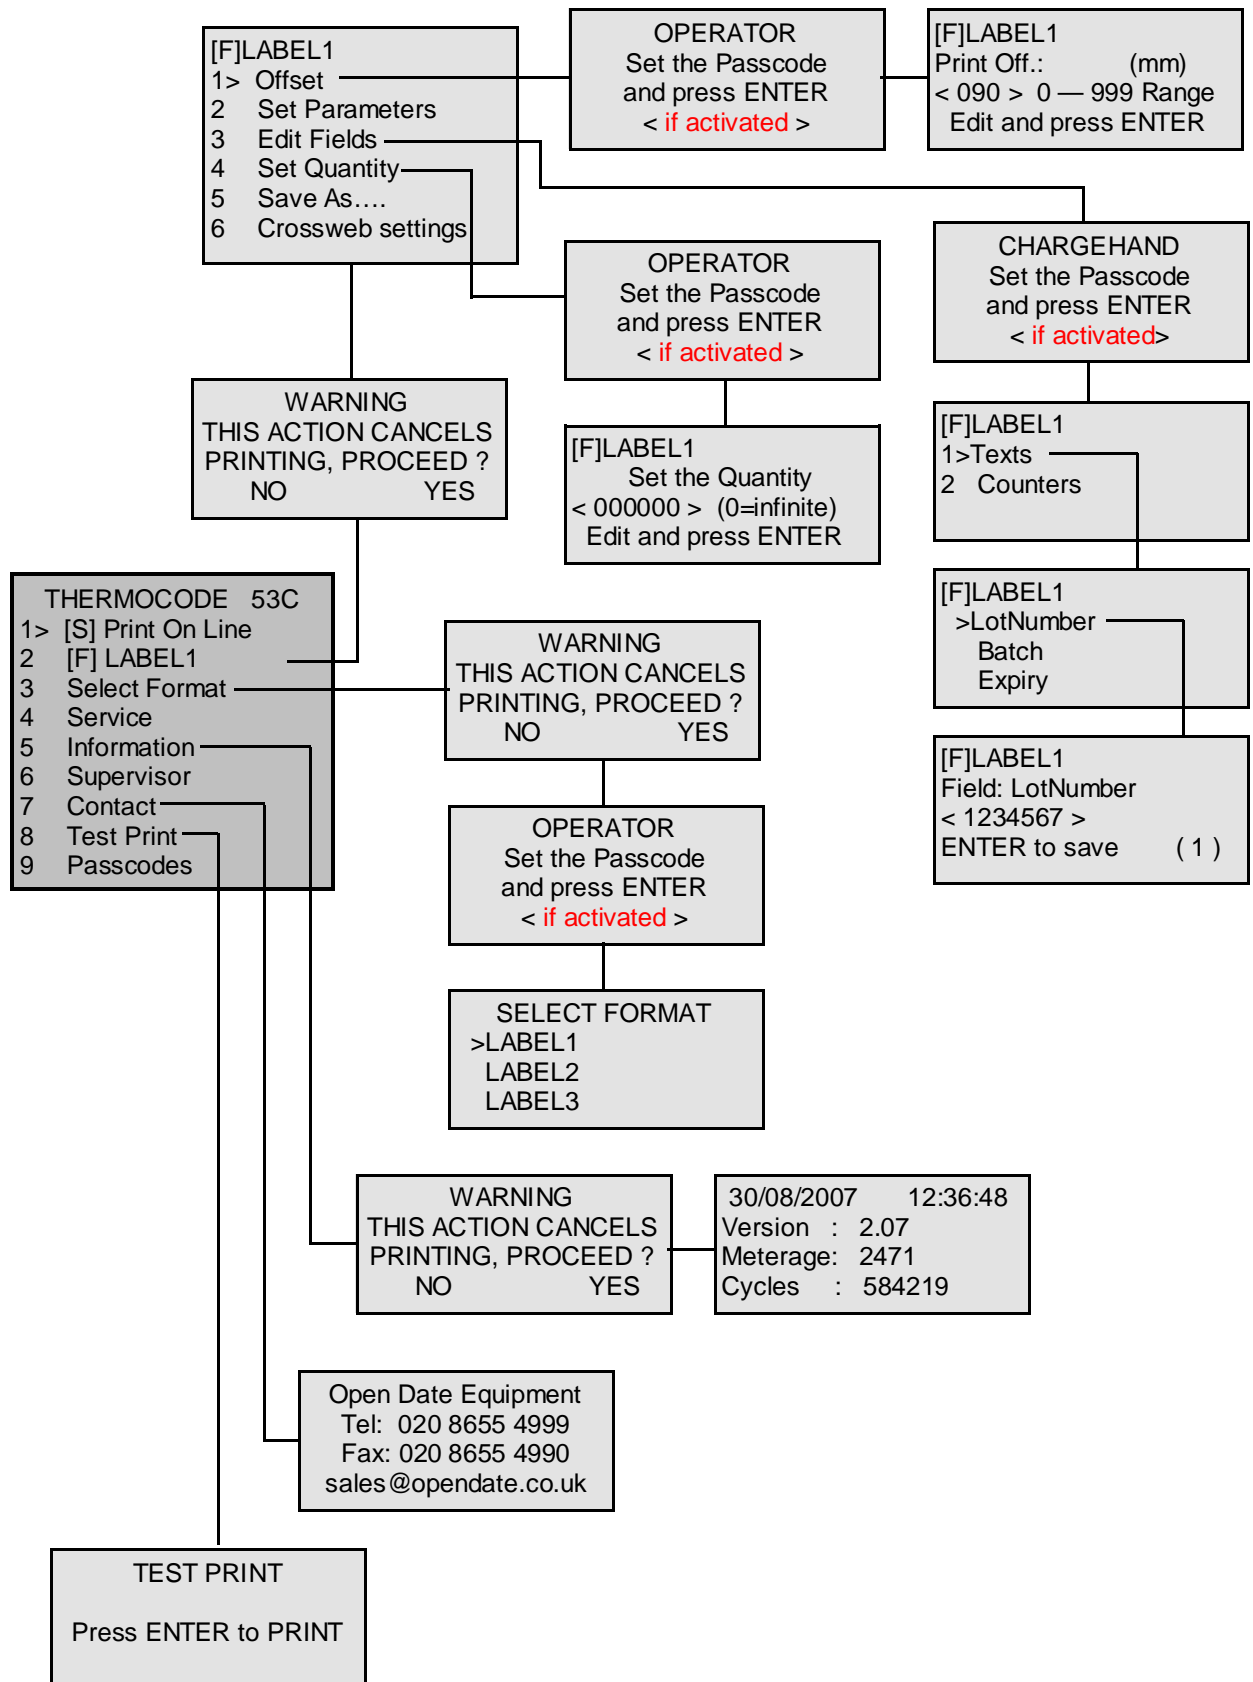 [F]LABEL1
1> Offset
2 Set Parameters
3 Edit Fields
4 Set Quantity
5 Save As….
6 Crossweb settings
OPERATOR
Set the Passcode
and press ENTER
< if activated >
[F]LABEL1
Print Off.: (mm)
< 090 > 0 — 999 Range
Edit and press ENTER
OPERATOR
Set the Passcode
and press ENTER
< if activated >
CHARGEHAND
Set the Passcode
and press ENTER
< if activated>
WARNING
THIS ACTION CANCELS
PRINTING, PROCEED ?
NO YES
[F]LABEL1
Set the Quantity
< 000000 > (0=infinite)
Edit and press ENTER
[F]LABEL1
1>Texts
2 Counters
[F]LABEL1
>LotNumber
Batch
Expiry
[F]LABEL1
Field: LotNumber
< 1234567 >
ENTER to save ( 1 )
THERMOCODE 53C
1> [S] Print On Line
2 [F] LABEL1
3 Select Format
4 Service
5 Information
6 Supervisor
7 Contact
8 Test Print
9 Passcodes
WARNING
THIS ACTION CANCELS
PRINTING, PROCEED ?
NO YES
OPERATOR
Set the Passcode
and press ENTER
< if activated >
SELECT FORMAT
>LABEL1
LABEL2
LABEL3
WARNING
THIS ACTION CANCELS
PRINTING, PROCEED ?
NO YES
30/08/2007 12:36:48
Version : 2.07
Meterage: 2471
Cycles : 584219
Open Date Equipment
Tel: 020 8655 4999
Fax: 020 8655 4990
sales@opendate.co.uk
TEST PRINT
Press ENTER to PRINT